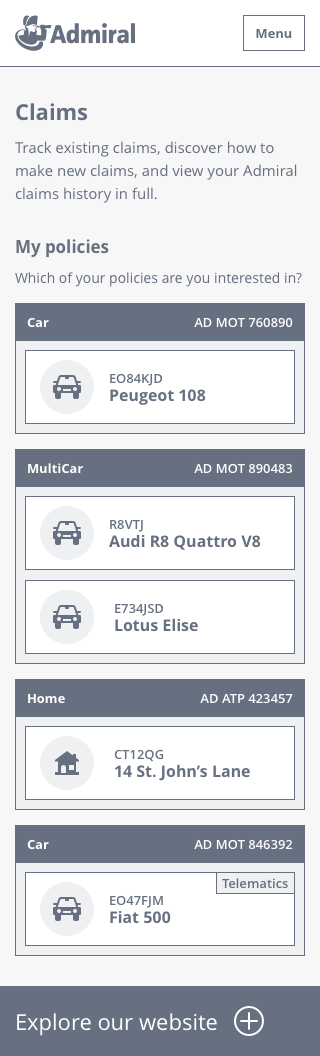 Admiral
Menu
Claims
Track existing claims, discover how to
make new claims, and view your Admiral
claims history in full.
My policies
Which of your policies are you interested in?
Car AD MOT 760890
EO84KJD
Peugeot 108
MultiCar AD MOT 890483
R8VTJ
Audi R8 Quattro V8
E734JSD
Lotus Elise
Home AD ATP 423457
CT12QG
14 St. John’s Lane
Car AD MOT 846392
Telematics
EO47FJM
Fiat 500
Explore our website